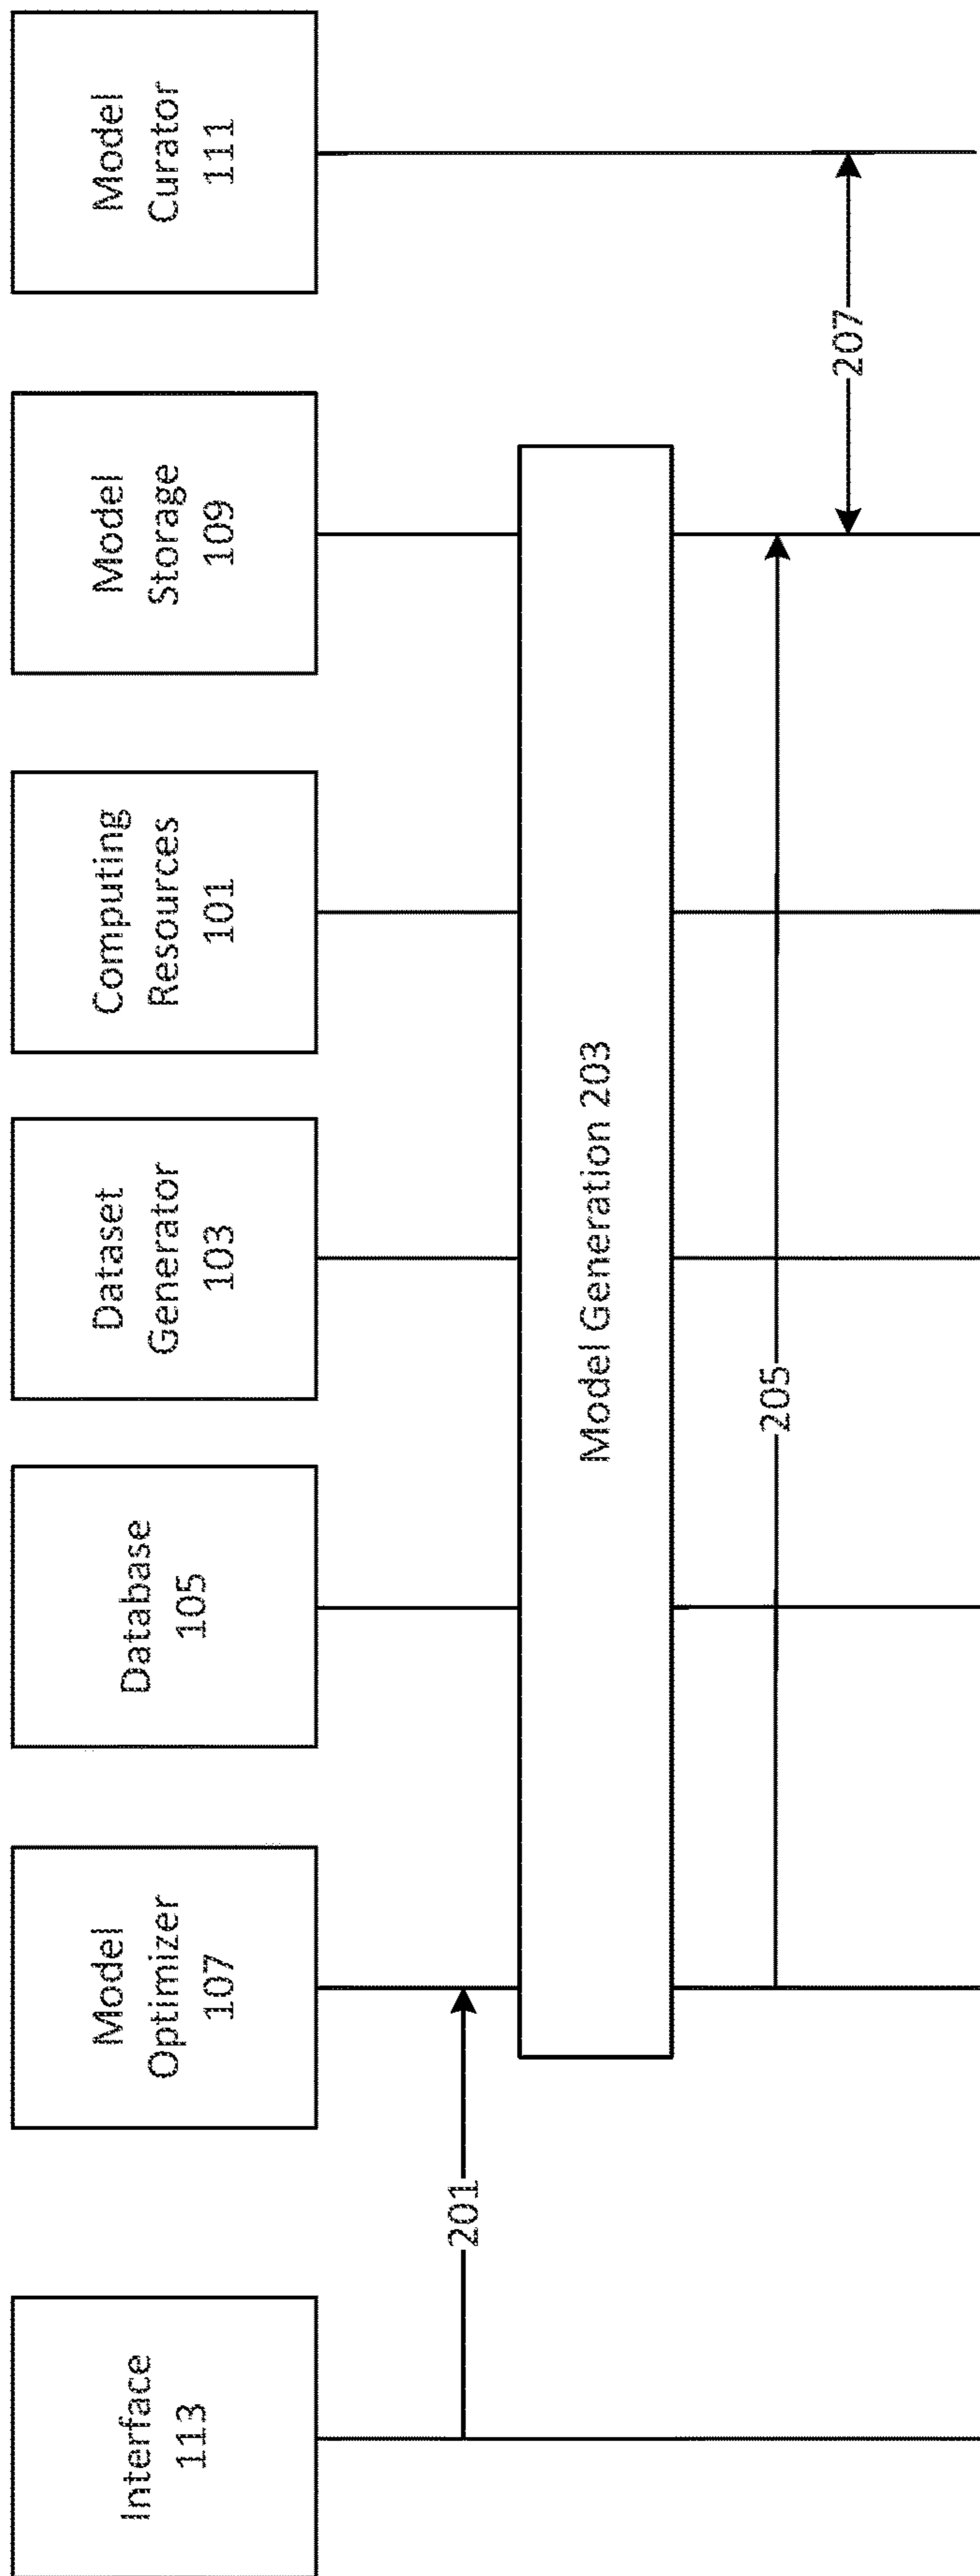 Interface
113
Model
Optimizer
107
Database
105
Dataset
Generator
103
Computing
Resources
101
Model
Storage
109
Model
Curator
111
201
Model Generation 203
205
207